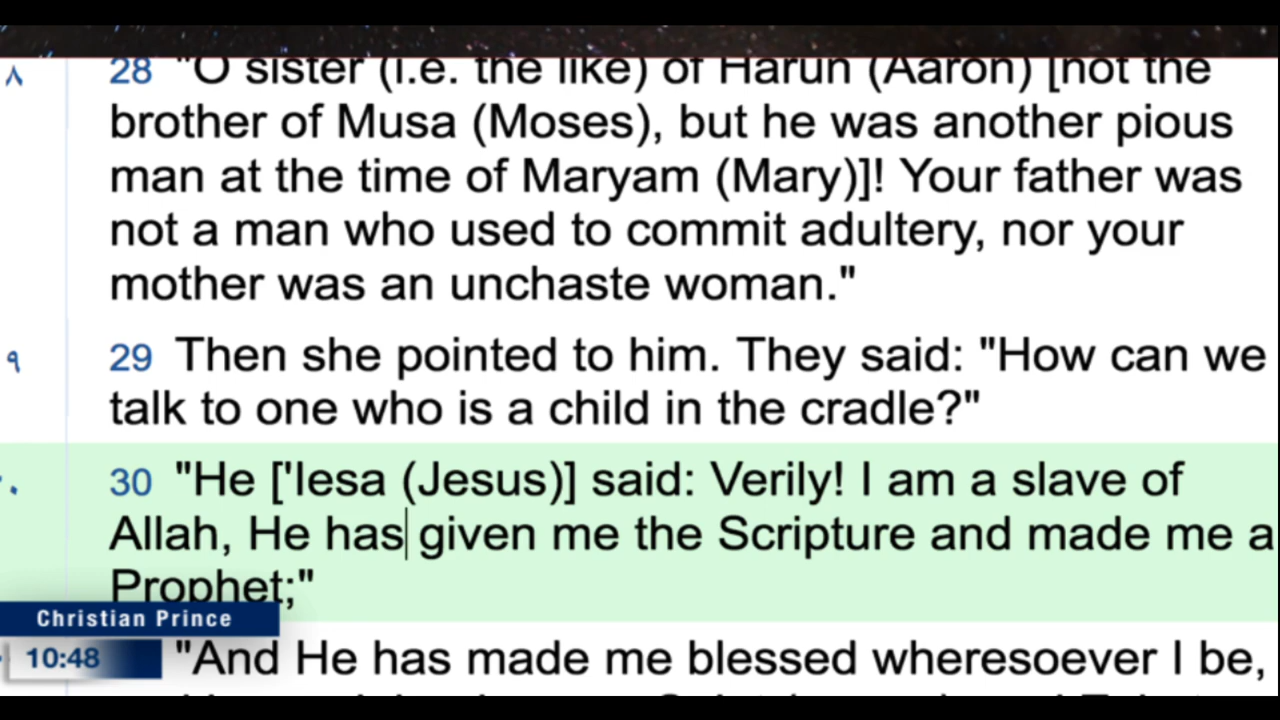 ٨
28 "O sister (i.e. the like) of Harun (Aaron) [not the
brother of Musa (Moses), but he was another pious
man at the time of Maryam (Mary)]! Your father was
not a man who used to commit adultery, nor your
mother was an unchaste woman."
٩
29 Then she pointed to him. They said: "How can we
talk to one who is a child in the cradle?"
30 "He ['Iesa (Jesus)] said: Verily! I am a slave of
Allah, He has given me the Scripture and made me a
Prophet;"
Christian Prince
10:48
"And He has made me blessed wheresoever I be,